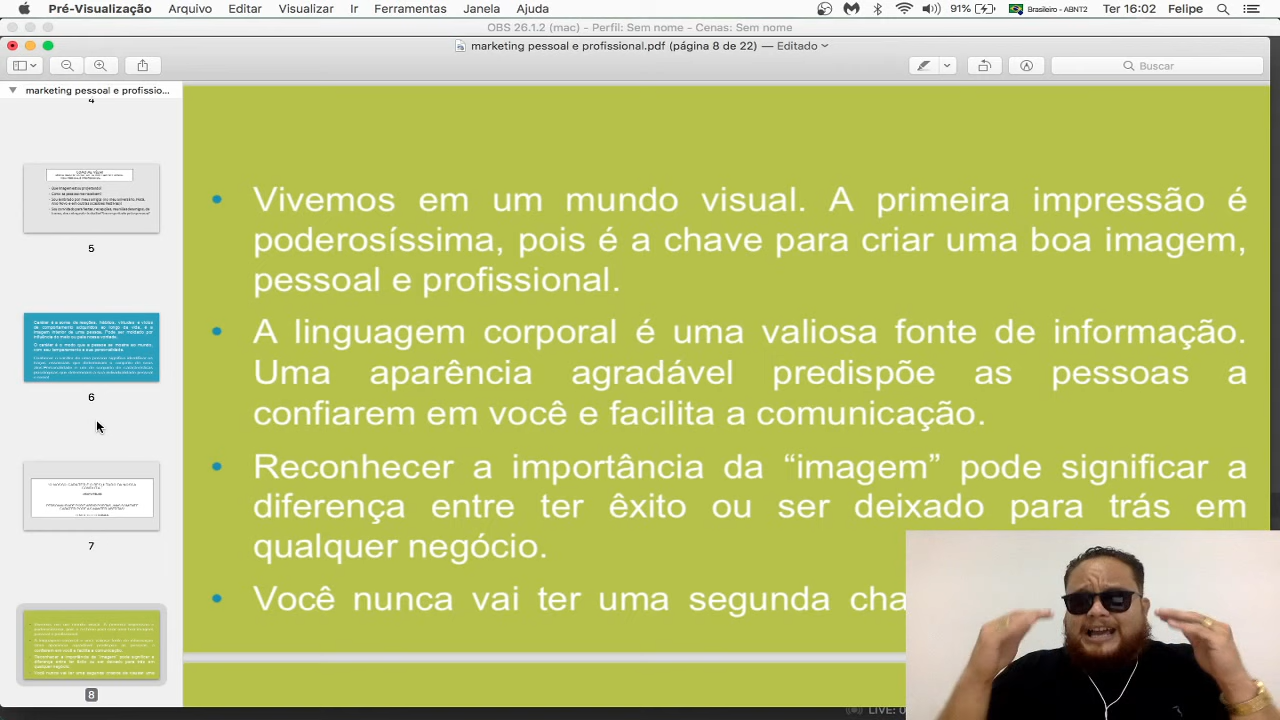 Pré-Visualização Arquivo Editar Visualizar Ir Ferramentas Janela Ajuda 91% Brasileiro - ABNT2 Ter 16:02 Felipe
OBS 26.1.2 (mac) - Perfil: Sem nome - Cenas: Sem nome
marketing pessoal e profissional.pdf (página 8 de 22) — Editado
Buscar
marketing pessoal e profissio...
4
5
6
7
8
Vivemos em um mundo visual. A primeira impressão é
poderosíssima, pois é a chave para criar uma boa imagem,
pessoal e profissional.
A linguagem corporal é uma valiosa fonte de informação.
Uma aparência agradável predispõe as pessoas a
confiarem em você e facilita a comunicação.
Reconhecer a importância da “imagem” pode significar a
diferença entre ter êxito ou ser deixado para trás em
qualquer negócio.
Você nunca vai ter uma segunda cha
LIVE: